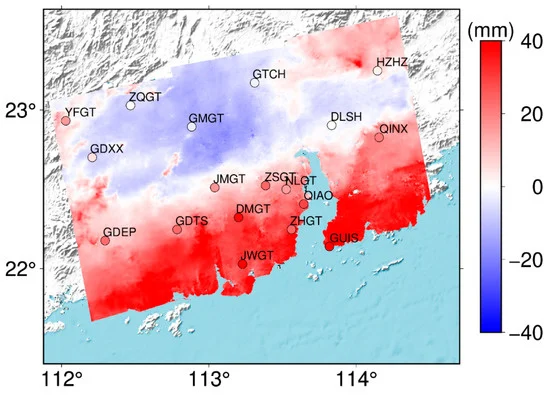 (mm)
40
HZHZ
GTCH
ZQGT
23°
YFGT
GMGT
DLSH
20
QINX
GDXX
JMGT
ZSGT
NLGT
0
QIAO
DMGT
GDTS
ZHGT
GDEP
GUIS
-20
22°
JWGT
-40
112°
113°
114°